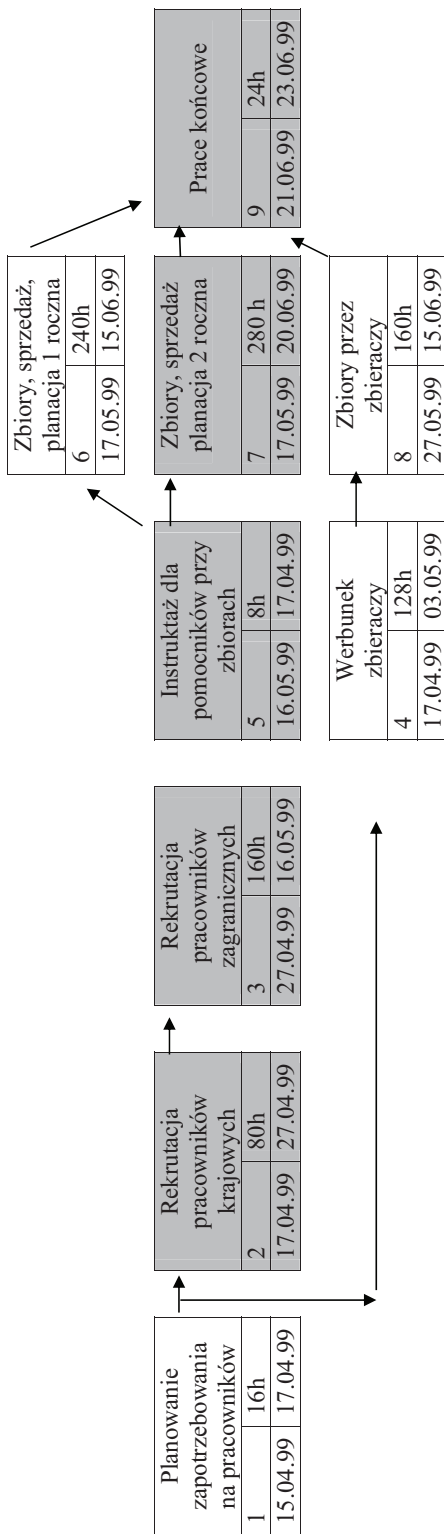 Planowanie
zapotrzebowania
na pracowników
1 16h
15.04.99 17.04.99
Rekrutacja
pracowników
krajowych
2 80h
17.04.99 27.04.99
Rekrutacja
pracowników
zagranicznych
3 160h
27.04.99 16.05.99
Instruktaż dla
pomocników przy
zbiorach
5 8h
16.05.99 17.04.99
Werbunek
zbieraczy
4 128h
17.04.99 03.05.99
Zbiory, sprzedaż,
planacja 1 roczna
6 240h
17.05.99 15.06.99
Zbiory, sprzedaż
planacja 2 roczna
7 280 h
17.05.99 20.06.99
Zbiory przez
zbieraczy
8 160h
27.05.99 15.06.99
Prace końcowe
9 24h
21.06.99 23.06.99